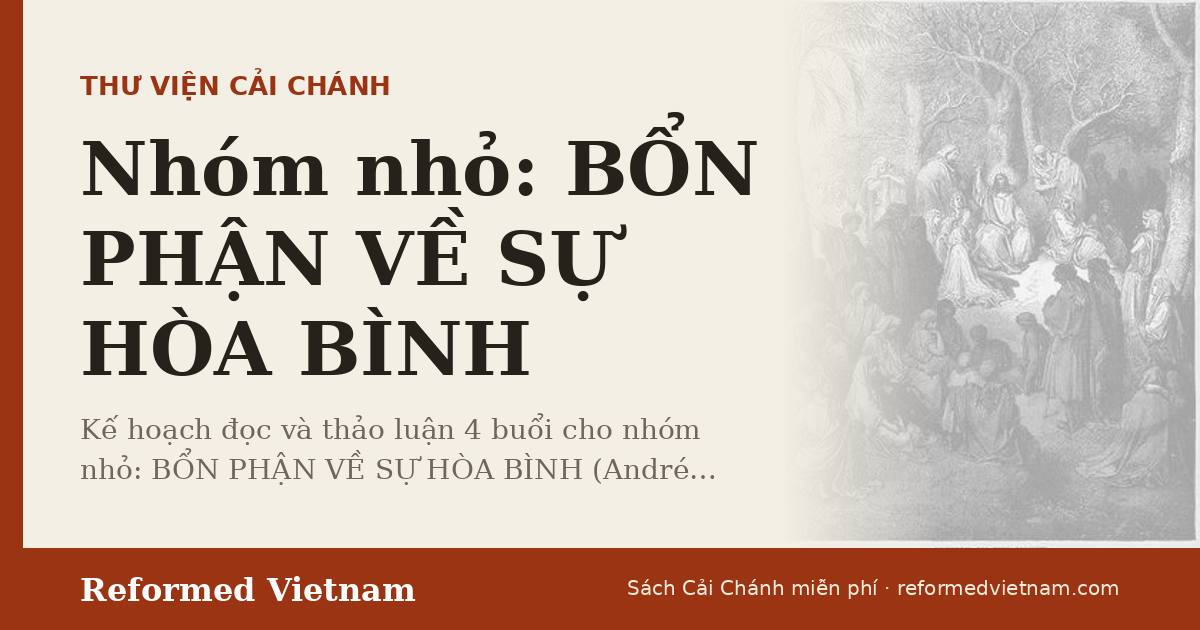 THƯ VIỆN CẢI CHÁNH
Nhóm nhỏ: BỔN
PHẬN VỀ SỰ
HÒA BÌNH
Kế hoạch đọc và thảo luận 4 buổi cho nhóm
nhỏ: BỔN PHẬN VỀ SỰ HÒA BÌNH (André…
Reformed Vietnam
Sách Cải Chánh miễn phí · reformedvietnam.com